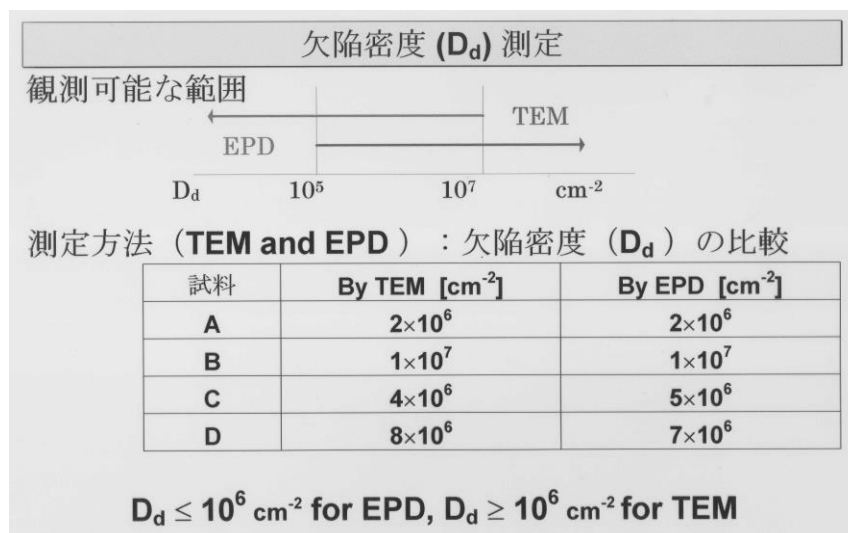 欠陥密度 (Dd) 測定
観測可能な範囲
TEM
EPD
Dd 10⁵ 10⁷ cm⁻²
測定方法（TEM and EPD ）：欠陥密度（Dd ）の比較
試料 By TEM [cm⁻²] By EPD [cm⁻²]
A 2×10⁶ 2×10⁶
B 1×10⁷ 1×10⁷
C 4×10⁶ 5×10⁶
D 8×10⁶ 7×10⁶
Dd ≤ 10⁶ cm⁻² for EPD, Dd ≥ 10⁶ cm⁻² for TEM